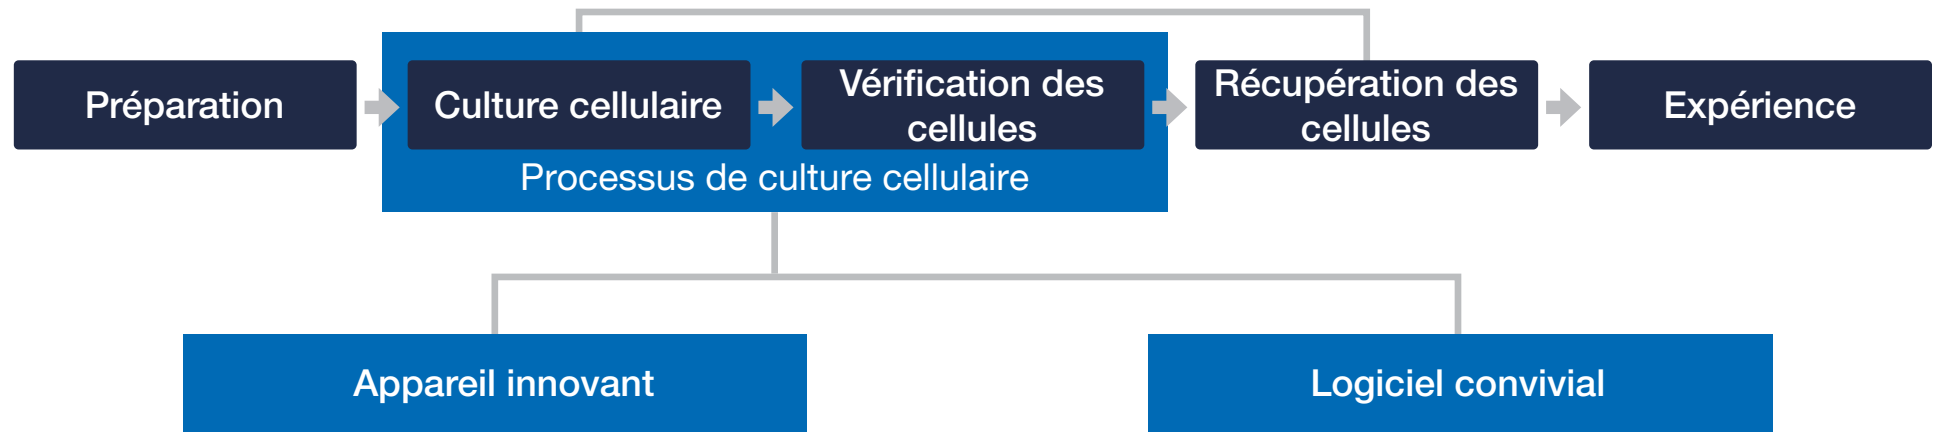 Préparation
Culture cellulaire
Vérification des
cellules
Récupération des
cellules
Expérience
Processus de culture cellulaire
Appareil innovant
Logiciel convivial